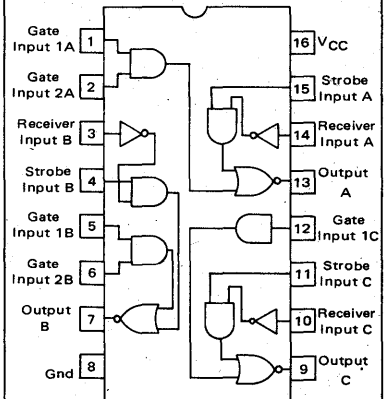 Gate
Input 1A
1
Gate
Input 2A
2
Receiver
Input B
3
Strobe
Input B
4
Gate
Input 1B
5
Gate
Input 2B
6
Output
B
7
Gnd
8
16
VCC
15
Strobe
Input A
14
Receiver
Input A
13
Output
A
12
Gate
Input 1C
11
Strobe
Input C
10
Receiver
Input C
9
Output
C